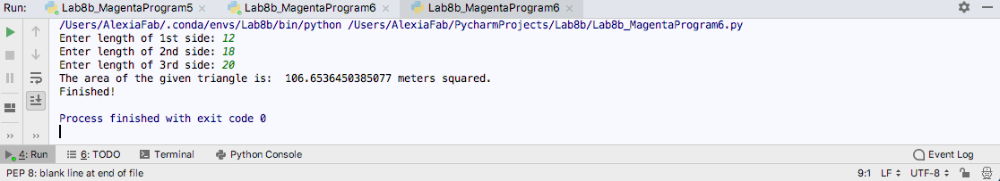 Run: Lab8b_MagentaProgram5 × Lab8b_MagentaProgram6 × Lab8b_MagentaProgram6 ×
/Users/AlexiaFab/.conda/envs/Lab8b/bin/python /Users/AlexiaFab/PycharmProjects/Lab8b/Lab8b_MagentaProgram6.py
Enter length of 1st side: 12
Enter length of 2nd side: 18
Enter length of 3rd side: 20
The area of the given triangle is:  106.6536450385077 meters squared.
Finished!
Process finished with exit code 0
4: Run 6: TODO Terminal Python Console Event Log
PEP 8: blank line at end of file 9:1 LF UTF-8